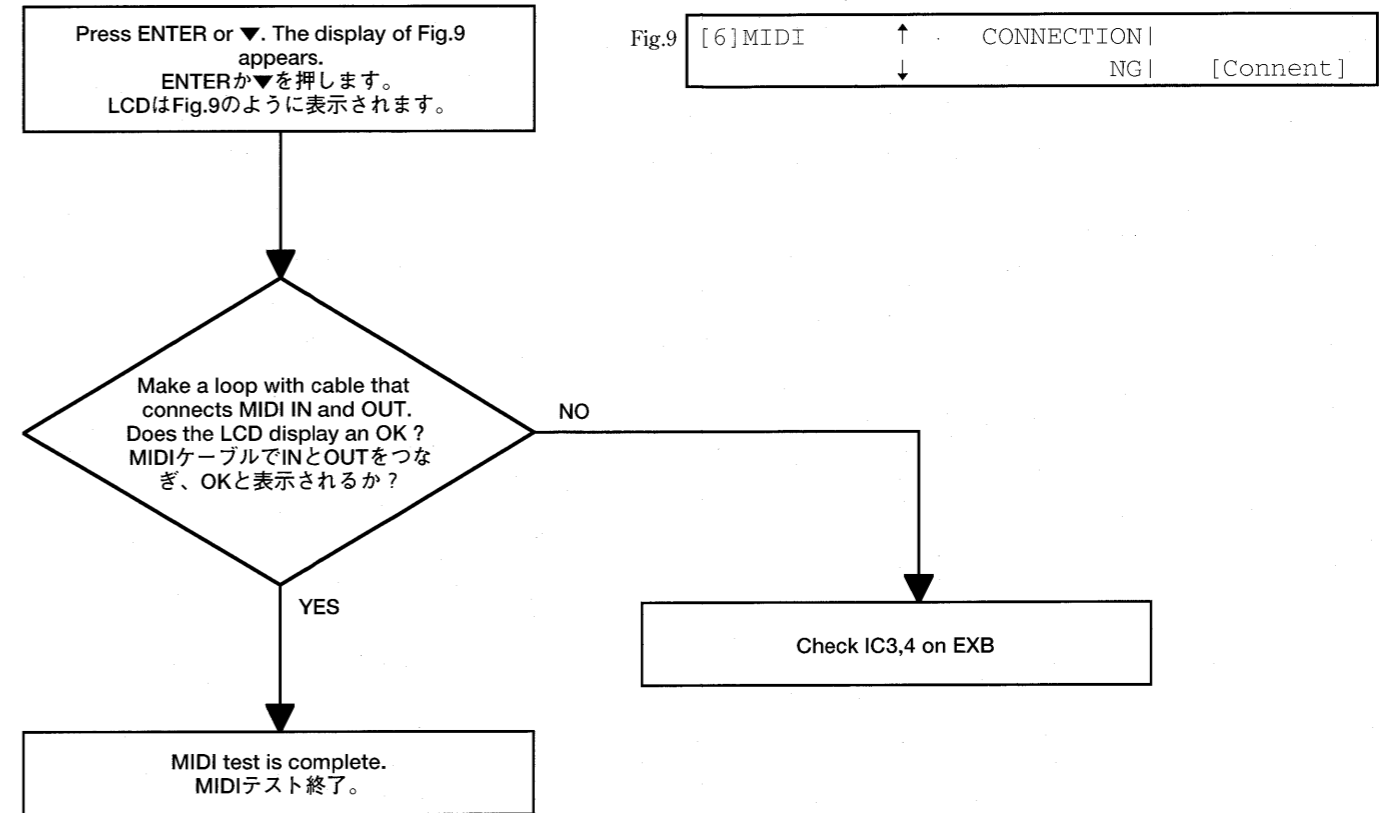 Press ENTER or ▼. The display of Fig.9
appears.
ENTERか▼を押します。
LCDはFig.9のように表示されます。
Fig.9
[6]MIDI ↑ CONNECTION|
↓ NG| [Connent]
Make a loop with cable that
connects MIDI IN and OUT.
Does the LCD display an OK ?
MIDIケーブルでINとOUTをつな
ぎ、OKと表示されるか？
NO
YES
Check IC3,4 on EXB
MIDI test is complete.
MIDIテスト終了。